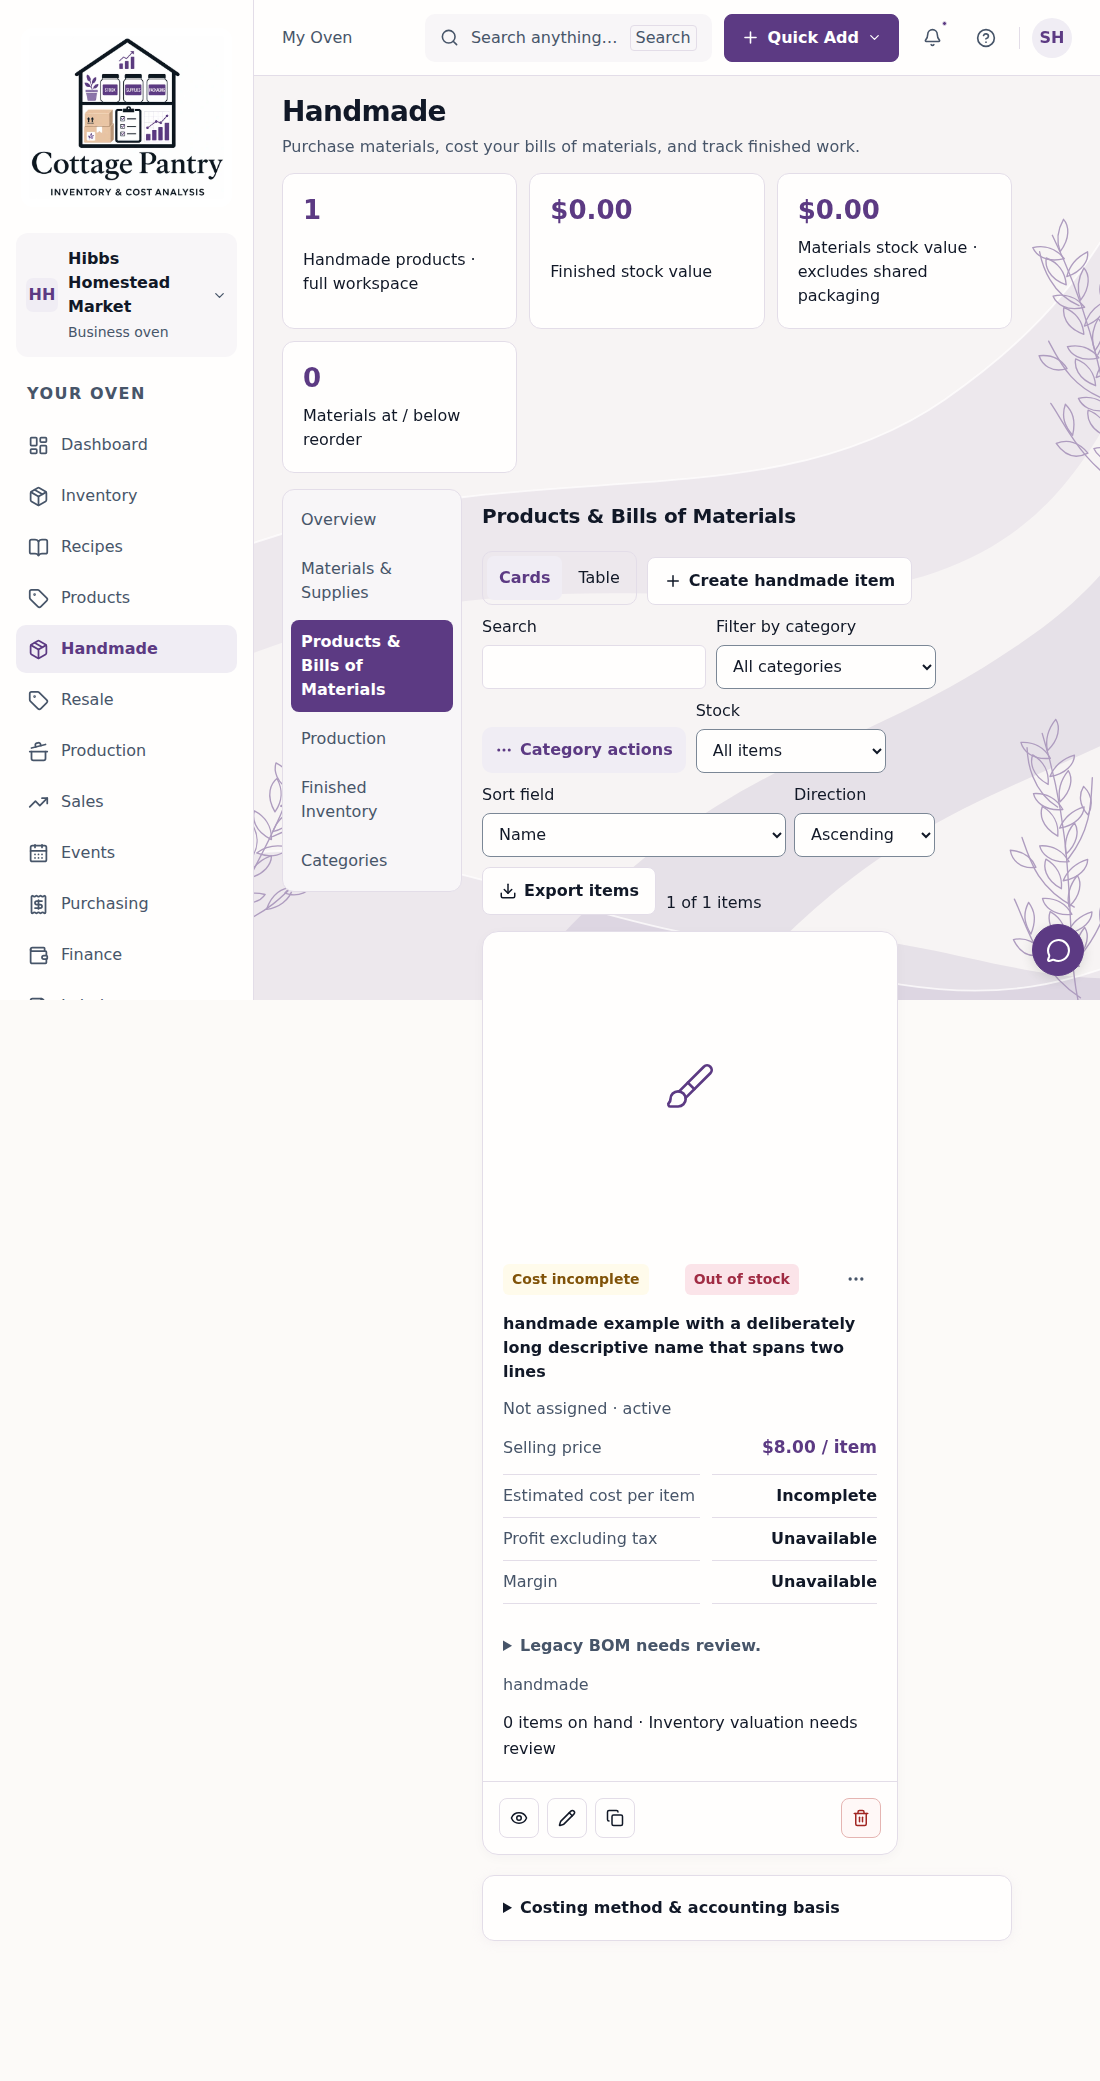 Cottage Pantry
INVENTORY & COST ANALYSIS
HH
Hibbs
Homestead
Market
Business oven
YOUR OVEN
Dashboard
Inventory
Recipes
Products
Handmade
Resale
Production
Sales
Events
Purchasing
Finance
My Oven
Search anything...
Search
Quick Add
SH
Handmade
Purchase materials, cost your bills of materials, and track finished work.
1
Handmade products ·
full workspace
$0.00
Finished stock value
$0.00
Materials stock value ·
excludes shared
packaging
0
Materials at / below
reorder
Overview
Materials &
Supplies
Products &
Bills of
Materials
Production
Finished
Inventory
Categories
Products & Bills of Materials
Cards
Table
Create handmade item
Search
Filter by category
All categories
Category actions
Stock
All items
Sort field
Direction
Name
Ascending
Export items
1 of 1 items
Cost incomplete
Out of stock
handmade example with a deliberately
long descriptive name that spans two
lines
Not assigned · active
Selling price
$8.00 / item
Estimated cost per item
Incomplete
Profit excluding tax
Unavailable
Margin
Unavailable
Legacy BOM needs review.
handmade
0 items on hand · Inventory valuation needs
review
Costing method & accounting basis